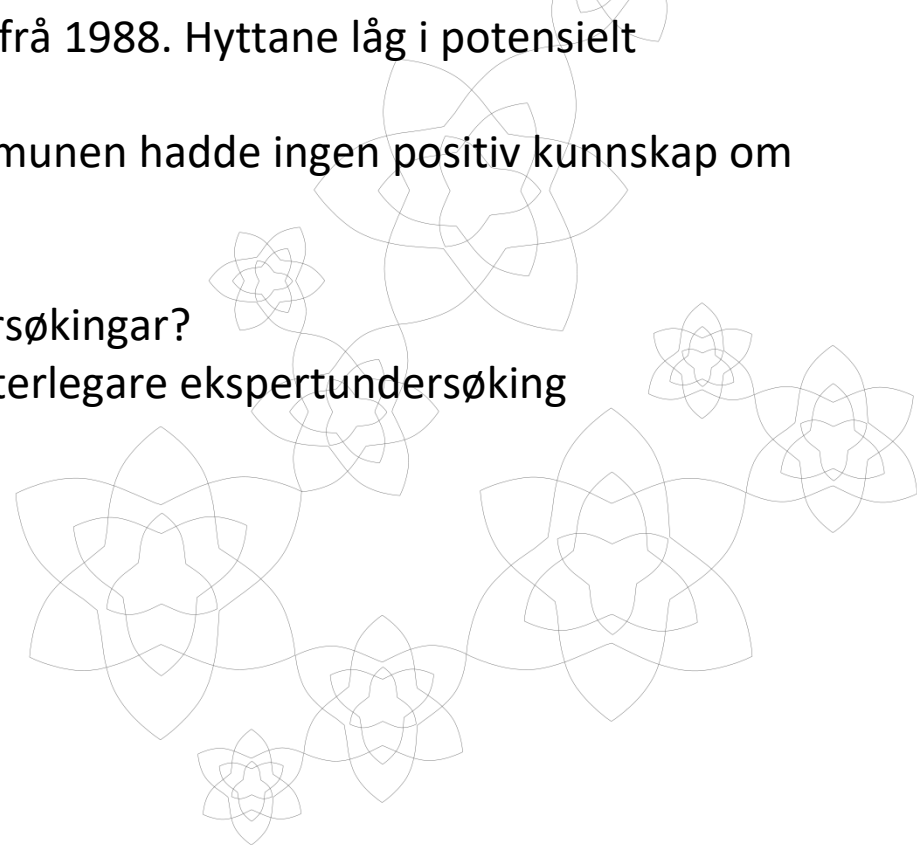 frå 1988. Hyttane låg i potensielt
munen hadde ingen positiv kunnskap om
rsøkingar?
terlegare ekspertundersøking